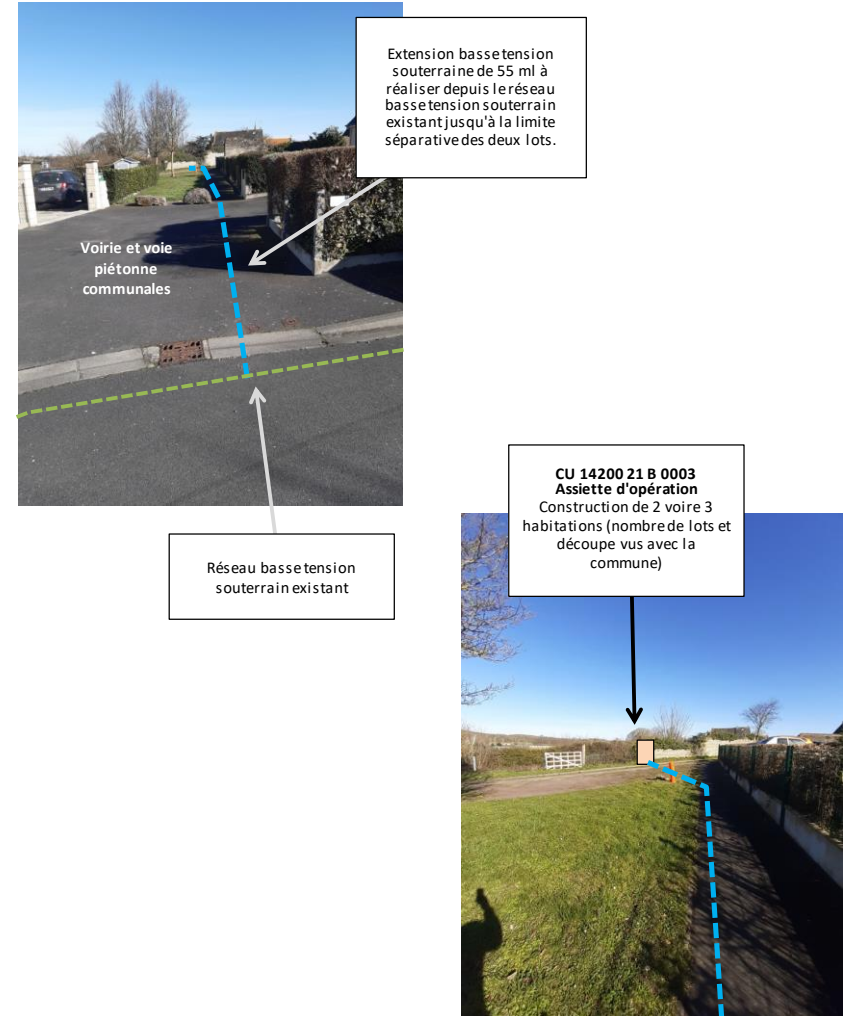 Extension basse tension
souterraine de 55 ml à
réaliser depuis le réseau
basse tension souterrain
existant jusqu'à la limite
séparative des deux lots.
Voirie et voie
piétonne
communales
Réseau basse tension
souterrain existant
CU 14200 21 B 0003
Assiette d'opération
Construction de 2 voire 3
habitations (nombre de lots et
découpe vus avec la
commune)